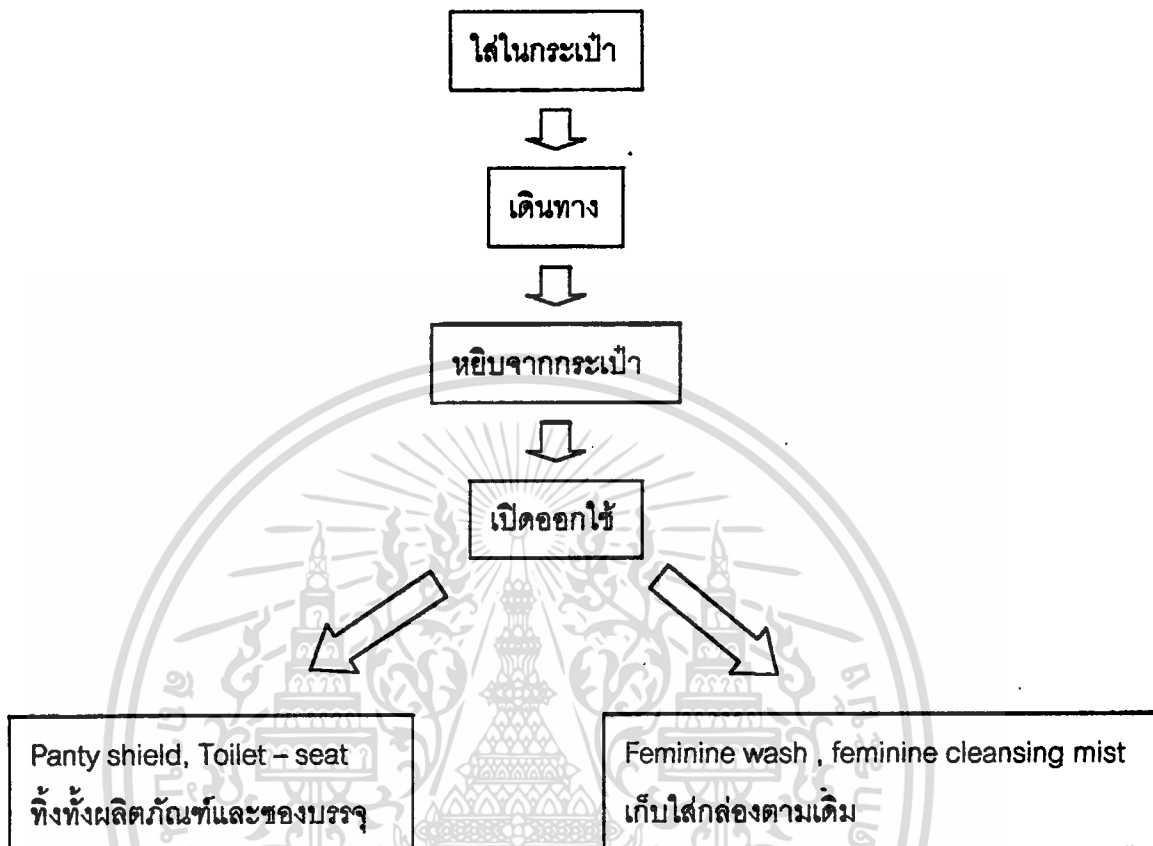 ใส่ในกระเป๋า
เดินทาง
หยิบจากกระเป๋า
เปิดออกใช้
Panty shield, Toilet – seat
ทิ้งทั้งผลิตภัณฑ์และซองบรรจุ
Feminine wash , feminine cleansing mist
เก็บใส่กล่องตามเดิม